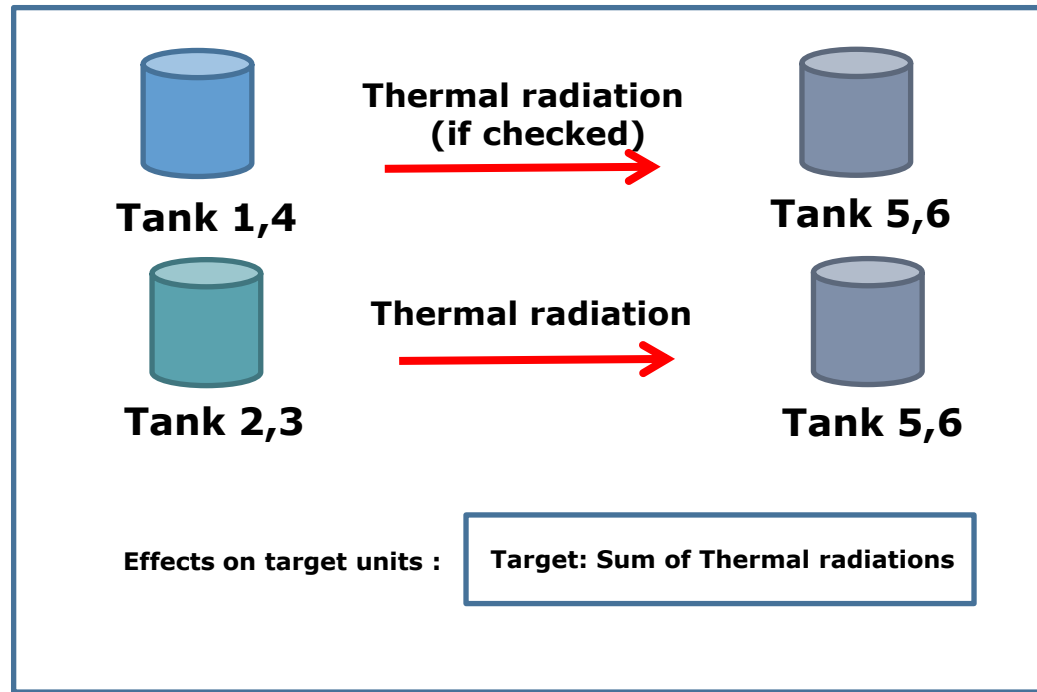 Thermal radiation
(if checked)
Tank 1,4
Tank 5,6
Thermal radiation
Tank 2,3
Tank 5,6
Effects on target units :
Target: Sum of Thermal radiations